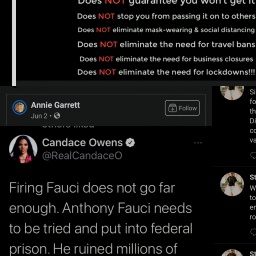 Does NOT guarantee you won't get it
Does NOT stop you from passing it on to others
Does NOT eliminate mask-wearing & social distancing
Does NOT eliminate the need for travel bans
Does NOT eliminate the need for business closures
Does NOT eliminate the need for lockdowns!!!
Annie Garrett
Jun 2 ·
Follow
Candace Owens
@RealCandaceO
...
Firing Fauci does not go far
enough. Anthony Fauci needs
to be tried and put into federal
prison. He ruined millions of